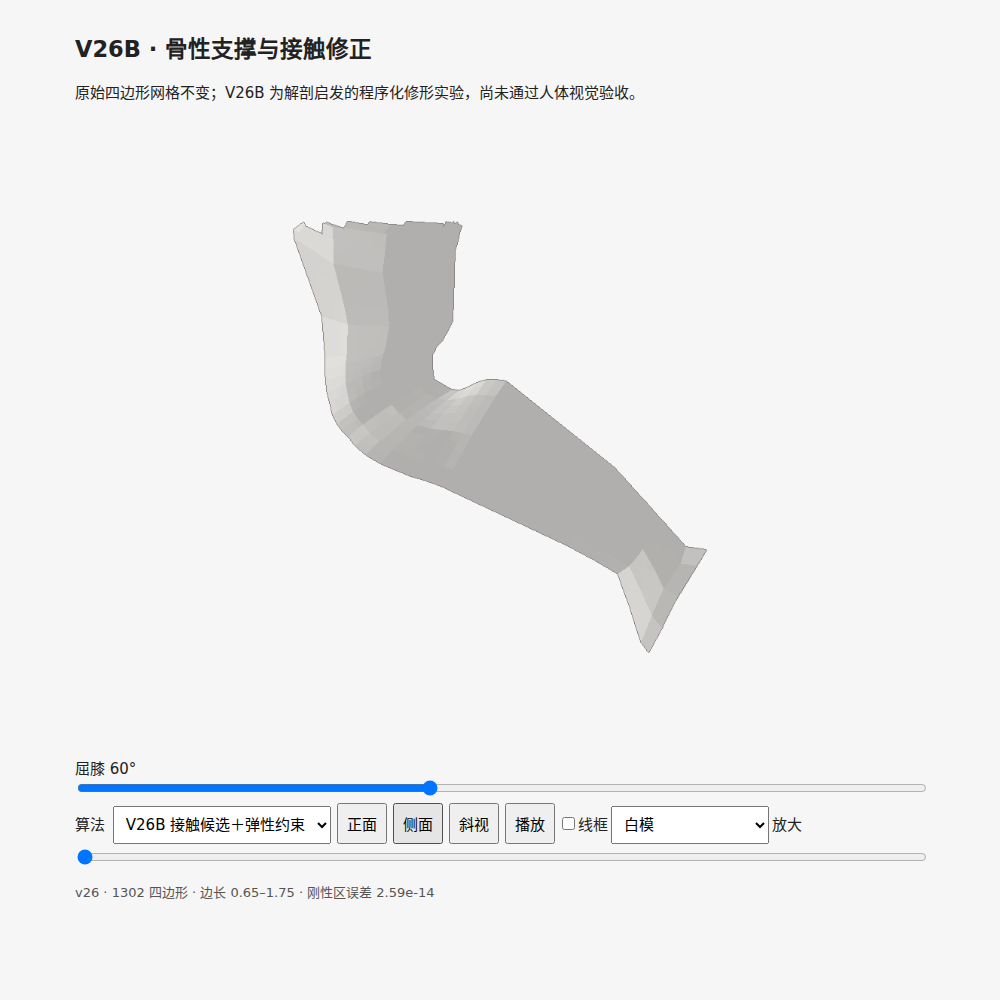 V26B · 骨性支撑与接触修正
原始四边形网格不变；V26B 为解剖启发的程序化修形实验，尚未通过人体视觉验收。
屈膝 60°
算法 V26B 接触候选＋弹性约束 正面 侧面 斜视 播放 线框 白模 放大
v26 · 1302 四边形 · 边长 0.65–1.75 · 刚性区误差 2.59e-14